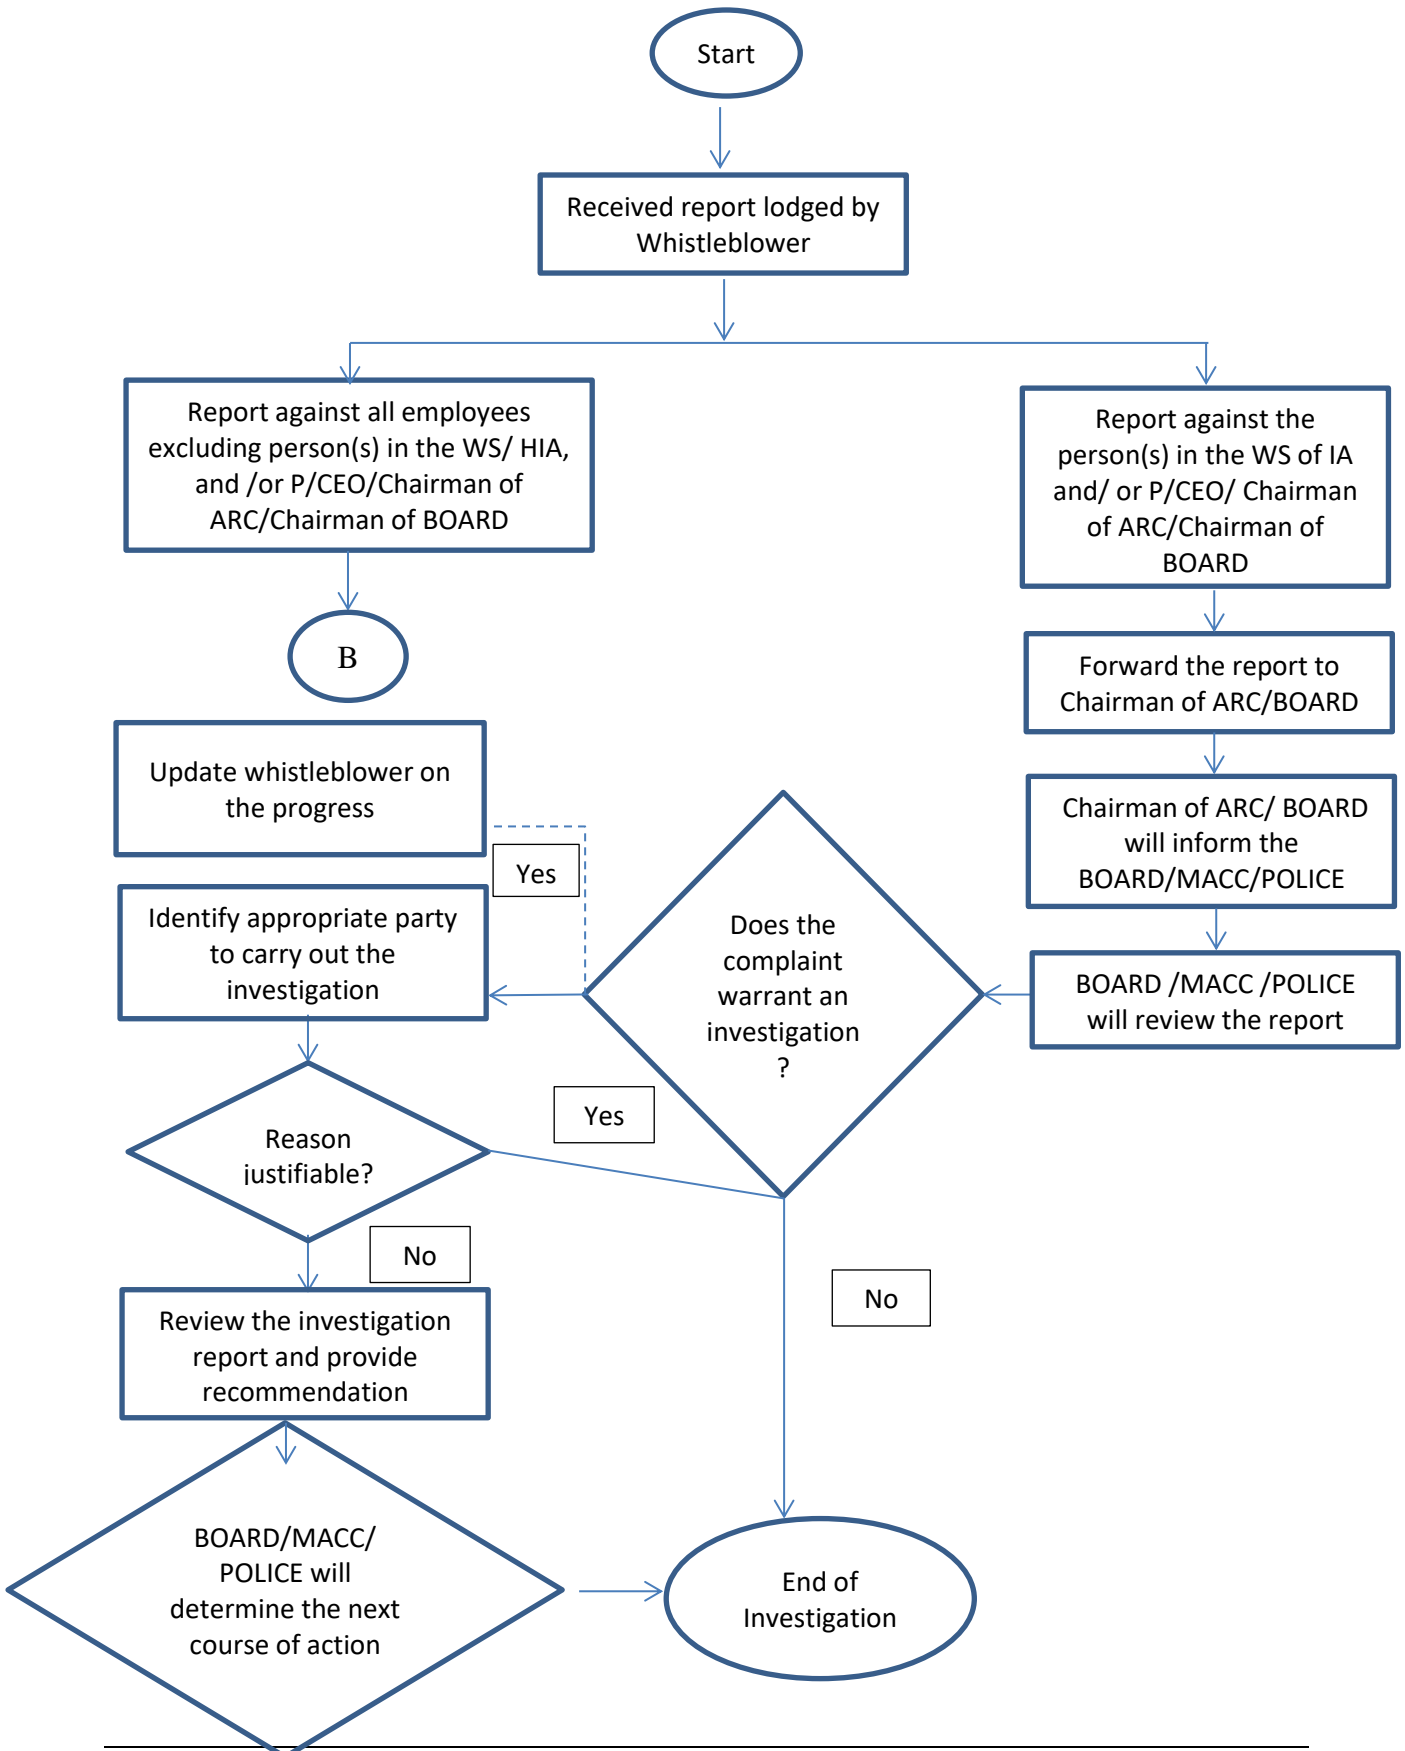 Start
Received report lodged by
Whistleblower
Report against all employees
excluding person(s) in the WS/ HIA,
and /or P/CEO/Chairman of
ARC/Chairman of BOARD
Report against the
person(s) in the WS of IA
and/ or P/CEO/ Chairman
of ARC/Chairman of
BOARD
B
Forward the report to
Chairman of ARC/BOARD
Update whistleblower on
the progress
Chairman of ARC/ BOARD
will inform the
BOARD/MACC/POLICE
Yes
Identify appropriate party
to carry out the
investigation
Does the
complaint
warrant an
investigation
?
BOARD /MACC /POLICE
will review the report
Yes
Reason
justifiable?
No
No
Review the investigation
report and provide
recommendation
BOARD/MACC/
POLICE will
determine the next
course of action
End of
Investigation